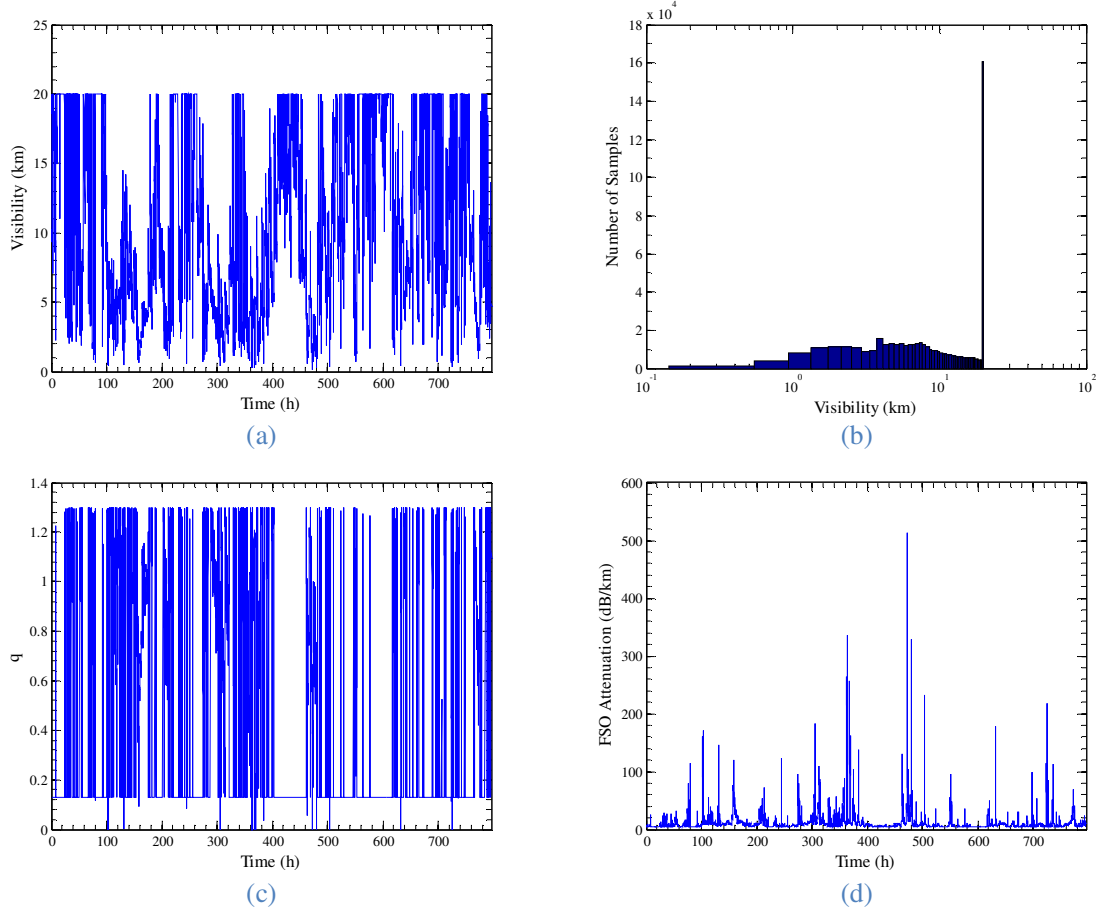 25
20
15
10
5
0
0 100 200 300 400 500 600 700
Visibility (km)
Time (h)
(a)
x 10^4
18
16
14
12
10
8
6
4
2
0
10^-1 10^0 10^1 10^2
Number of Samples
Visibility (km)
(b)
1.4
1.2
1
0.8
0.6
0.4
0.2
0
0 100 200 300 400 500 600 700
q
Time (h)
(c)
600
500
400
300
200
100
0
0 100 200 300 400 500 600 700
FSO Attenuation (dB/km)
Time (h)
(d)